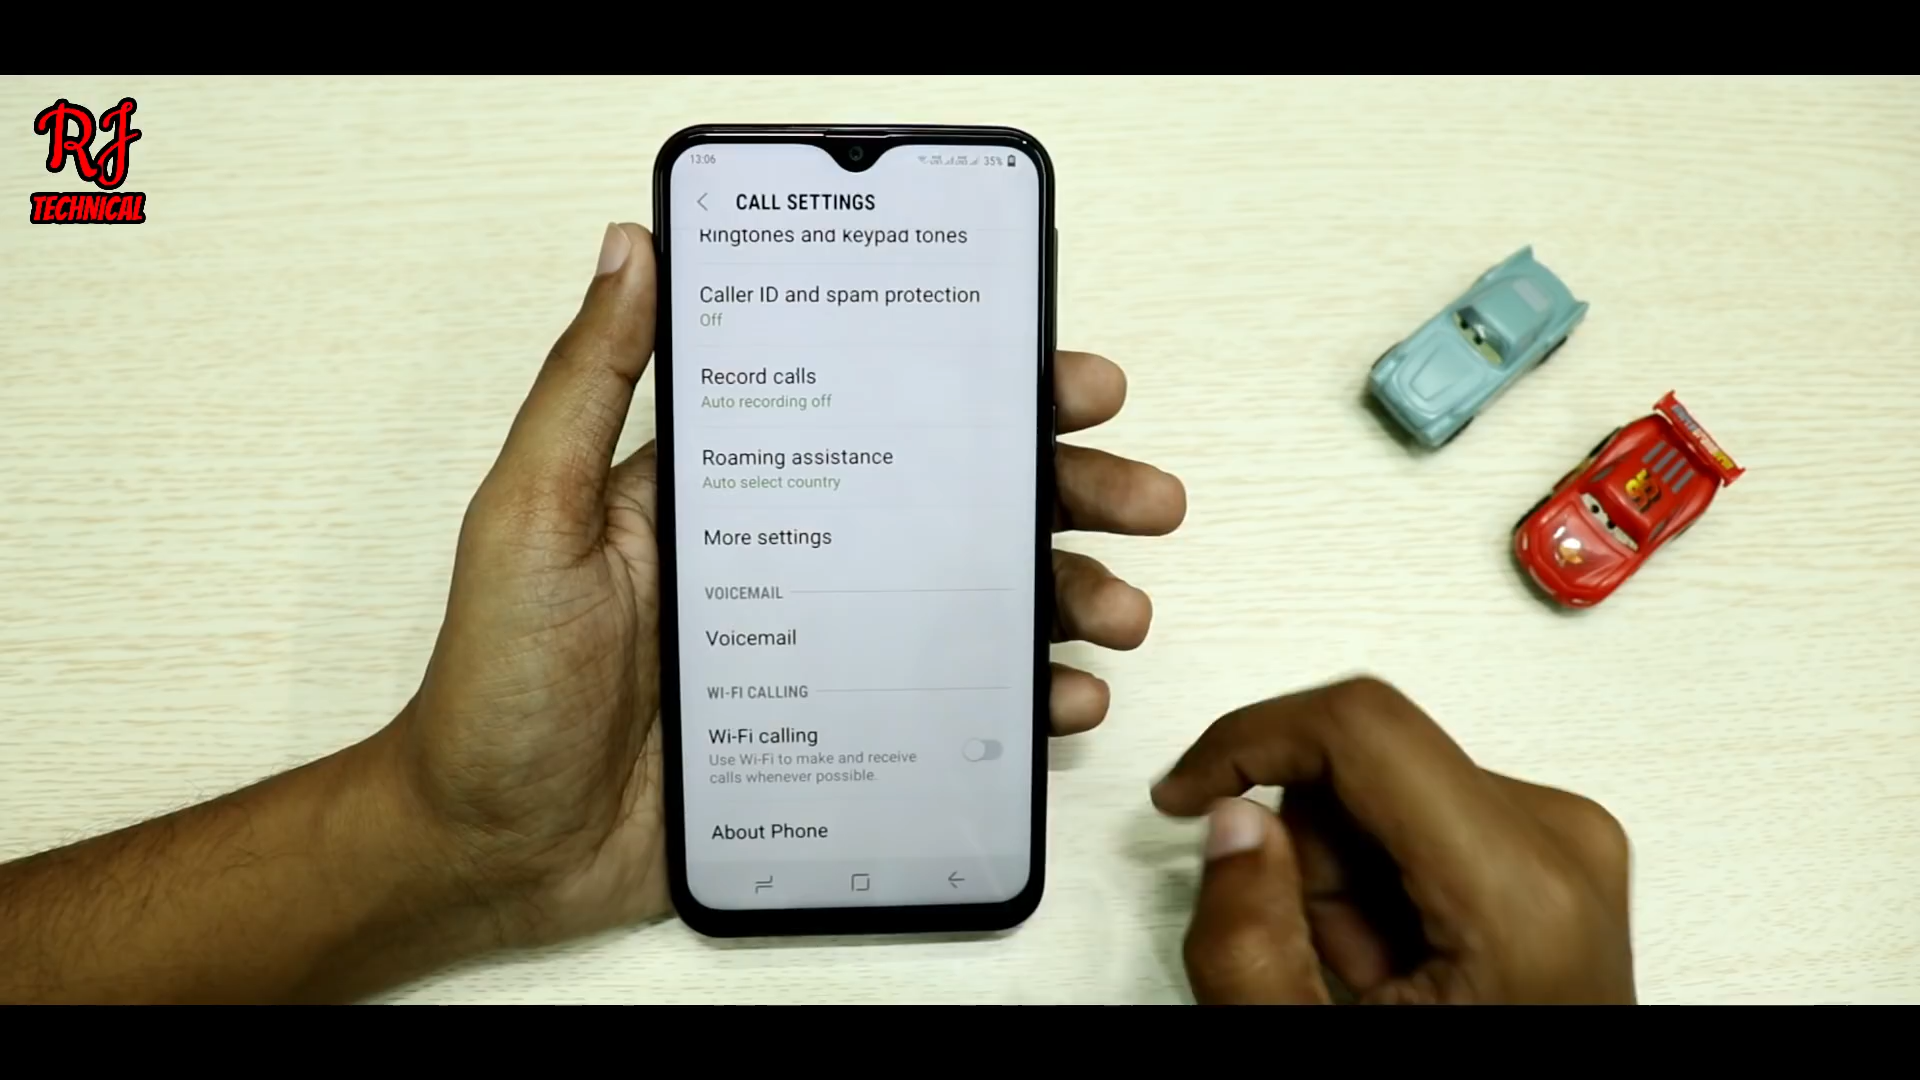 RJ
TECHNICAL
13:06
35%
CALL SETTINGS
Ringtones and keypad tones
Caller ID and spam protection
Off
Record calls
Auto recording off
Roaming assistance
Auto select country
More settings
VOICEMAIL
Voicemail
WI-FI CALLING
Wi-Fi calling
Use Wi-Fi to make and receive
calls whenever possible.
About Phone
95